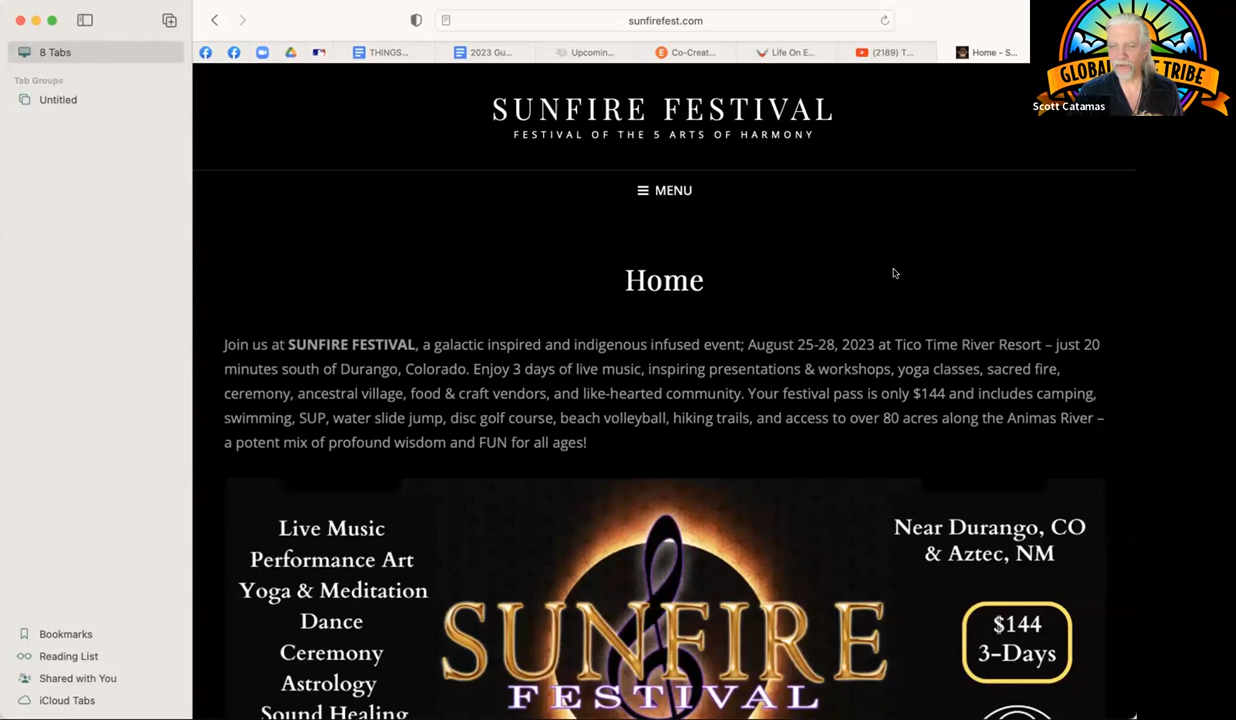 8 Tabs
Tab Groups
Untitled
Bookmarks
Reading List
Shared with You
iCloud Tabs
sunfirefest.com
THINGS...
2023 Gu...
Upcomin...
Co-Creat...
Life On E...
(2189) T...
Home - S...
Scott Catamas
SUNFIRE FESTIVAL
FESTIVAL OF THE 5 ARTS OF HARMONY
MENU
Home
Join us at SUNFIRE FESTIVAL, a galactic inspired and indigenous infused event; August 25-28, 2023 at Tico Time River Resort – just 20
minutes south of Durango, Colorado. Enjoy 3 days of live music, inspiring presentations & workshops, yoga classes, sacred fire,
ceremony, ancestral village, food & craft vendors, and like-hearted community. Your festival pass is only $144 and includes camping,
swimming, SUP, water slide jump, disc golf course, beach volleyball, hiking trails, and access to over 80 acres along the Animas River –
a potent mix of profound wisdom and FUN for all ages!
Live Music
Performance Art
Yoga & Meditation
Dance
Ceremony
Astrology
Sound Healing
SUNFIRE
FESTIVAL
Near Durango, CO
& Aztec, NM
$144
3-Days